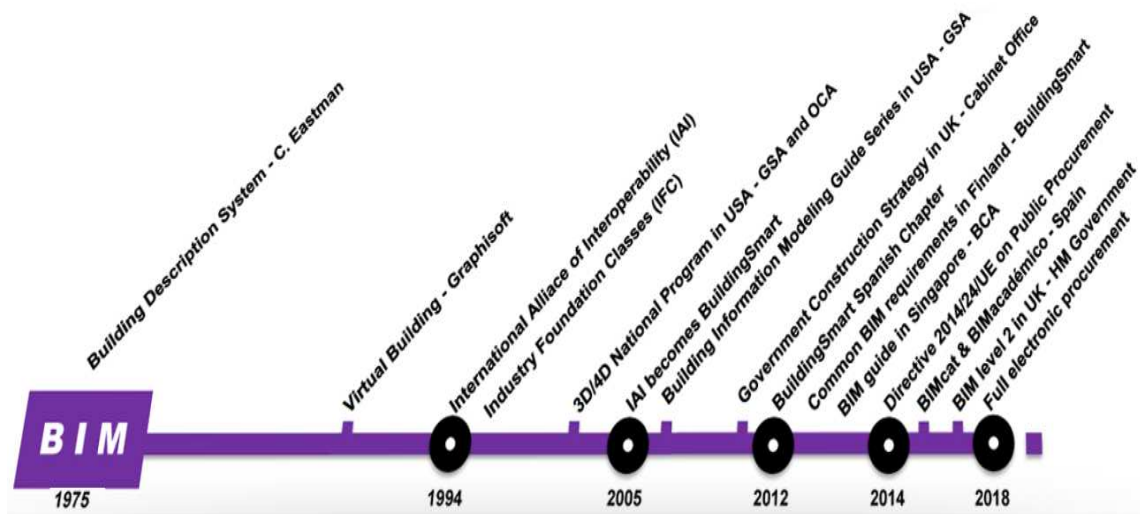 Building Description System - C. Eastman
Virtual Building - Graphisoft
International Alliace of Interoperability (IAI)
Industry Foundation Classes (IFC)
3D/4D National Program in USA - GSA and OCA
IAI becomes BuildingSmart
Building Information Modeling Guide Series in USA - GSA
Government Construction Strategy in UK - Cabinet Office
BuildingSmart Spanish Chapter
Common BIM requirements in Finland - BuildingSmart
BIM guide in Singapore - BCA
Directive 2014/24/UE on Public Procurement
BIMcat & BIMacadémico - Spain
BIM level 2 in UK - HM Government
Full electronic procurement
BIM
1975
1994
2005
2012
2014
2018